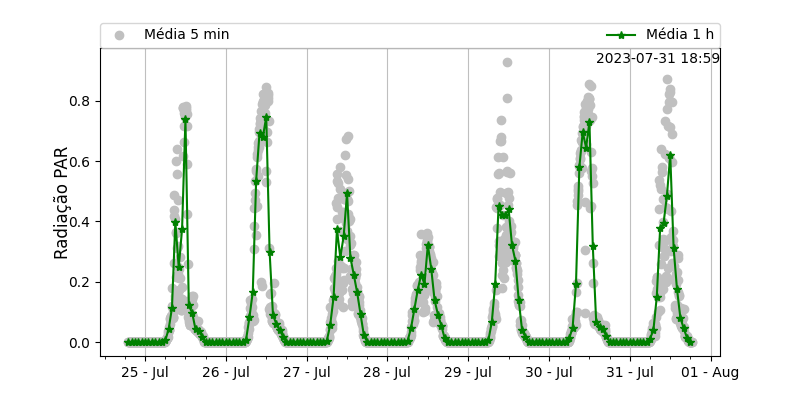 Média 5 min
Média 1 h
2023-07-31 18:59
Radiação PAR
0.8
0.6
0.4
0.2
0.0
25 - Jul
26 - Jul
27 - Jul
28 - Jul
29 - Jul
30 - Jul
31 - Jul
01 - Aug